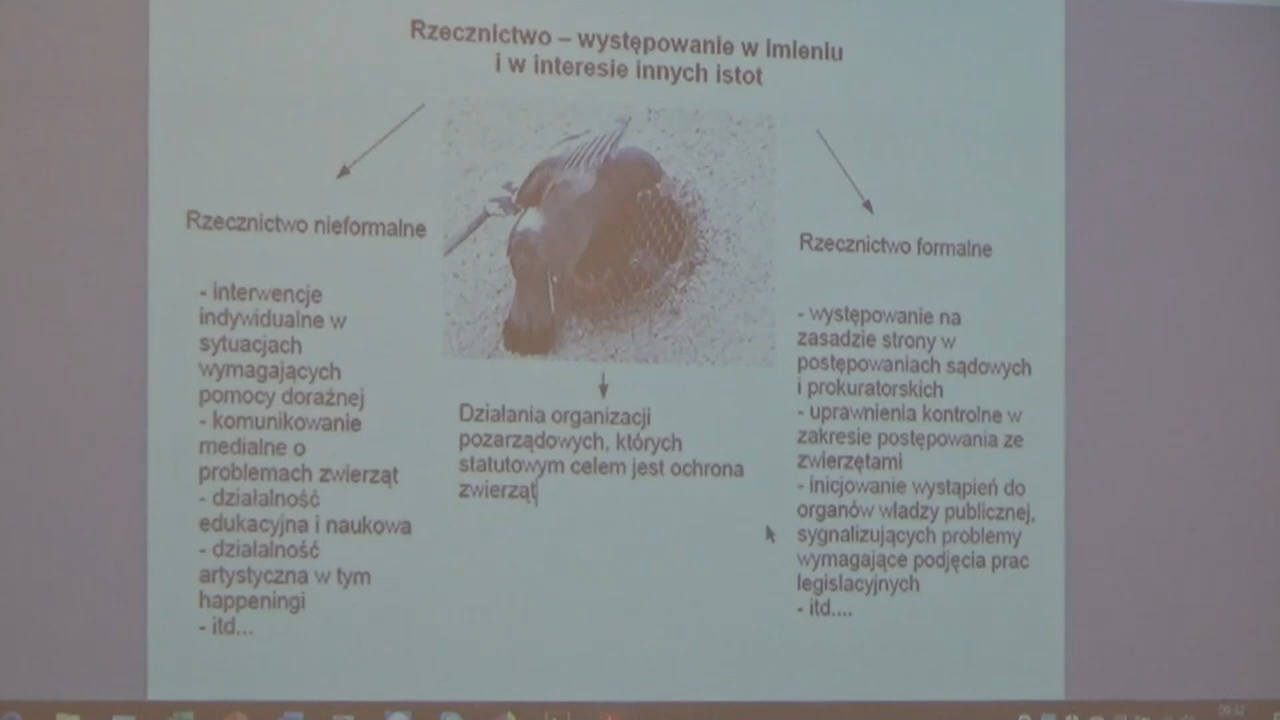 Rzecznictwo – występowanie w imieniu
i w interesie innych istot
Rzecznictwo nieformalne
- interwencje
indywidualne w
sytuacjach
wymagających
pomocy doraźnej
- komunikowanie
medialne o
problemach zwierząt
- działalność
edukacyjna i naukowa
- działalność
artystyczna w tym
happeningi
- itd...
Działania organizacji
pozarządowych, których
statutowym celem jest ochrona
zwierząt
Rzecznictwo formalne
- występowanie na
zasadzie strony w
postępowaniach sądowych
i prokuratorskich
- uprawnienia kontrolne w
zakresie postępowania ze
zwierzętami
- inicjowanie wystąpień do
organów władzy publicznej,
sygnalizujących problemy
wymagające podjęcia prac
legislacyjnych
- itd....